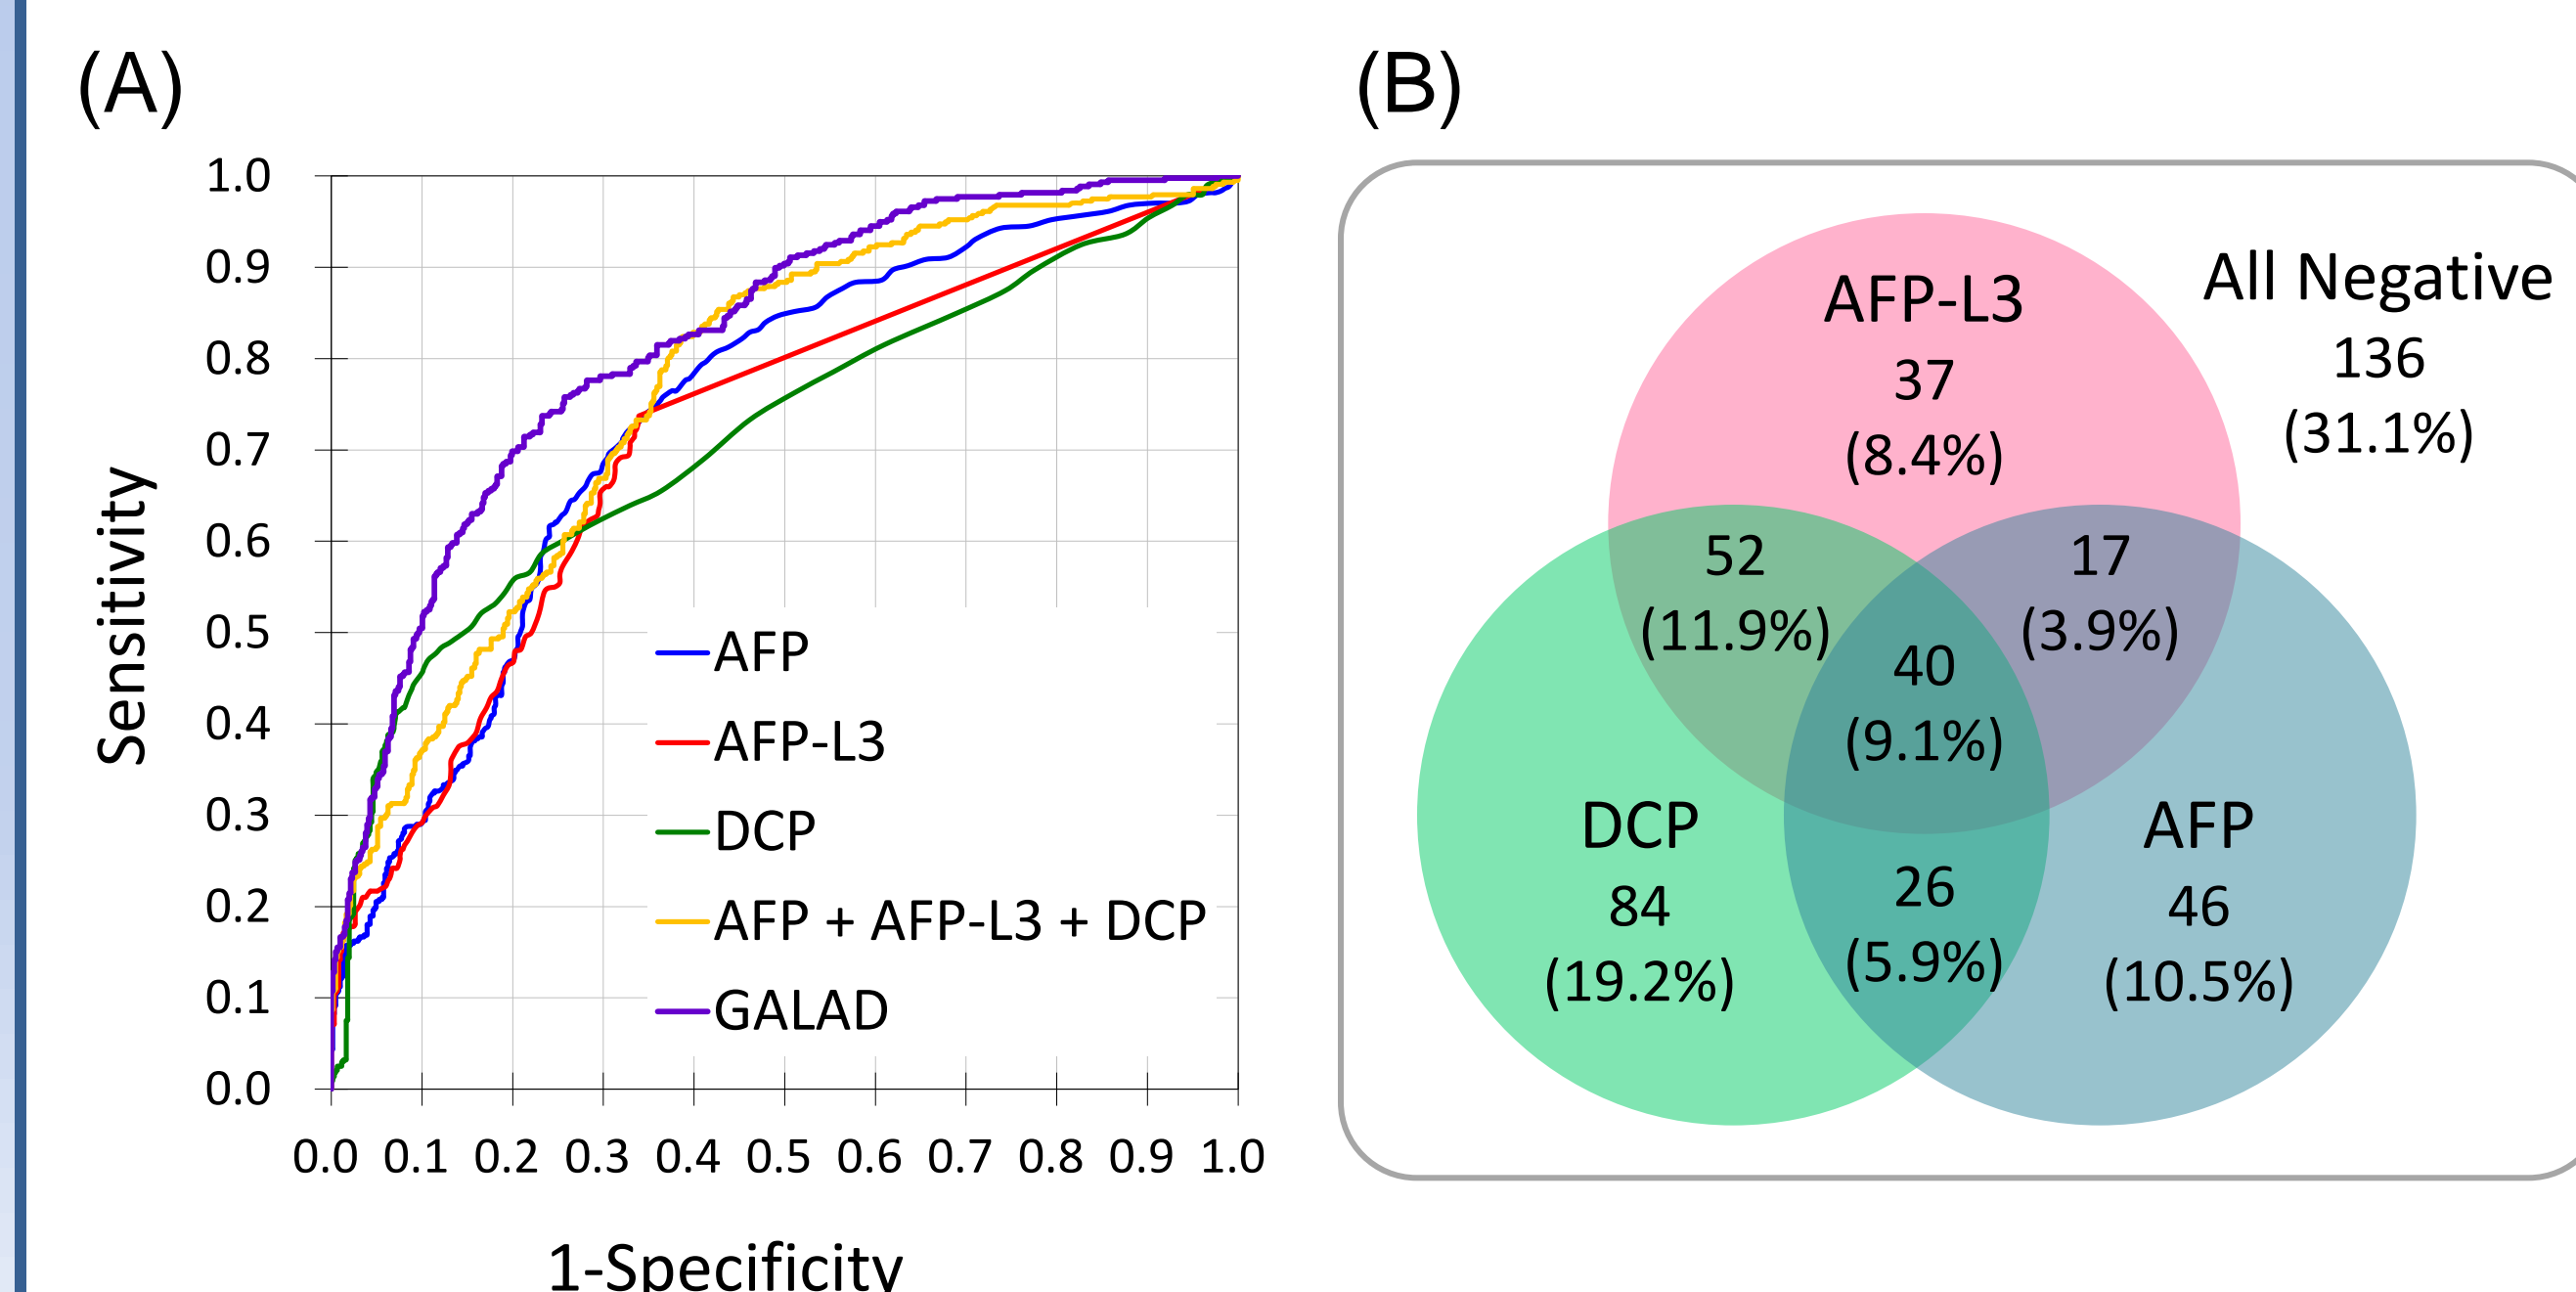 (A)
1.0
0.9
0.8
0.7
0.6
0.5
0.4
0.3
0.2
0.1
0.0
Sensitivity
AFP
AFP-L3
DCP
AFP + AFP-L3 + DCP
GALAD
0.0 0.1 0.2 0.3 0.4 0.5 0.6 0.7 0.8 0.9 1.0
1-Specificity
(B)
All Negative
136
(31.1%)
AFP-L3
37
(8.4%)
52
(11.9%)
17
(3.9%)
40
(9.1%)
DCP
84
(19.2%)
26
(5.9%)
AFP
46
(10.5%)